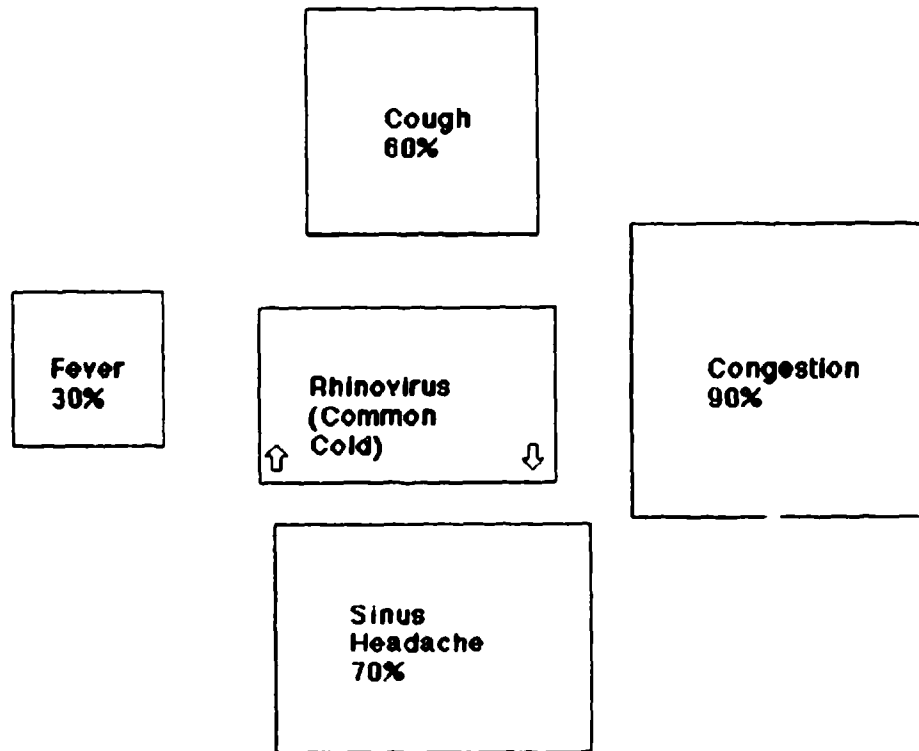 Cough
60%
Fever
30%
Rhinovirus
(Common
Cold)
Congestion
90%
Sinus
Headache
70%